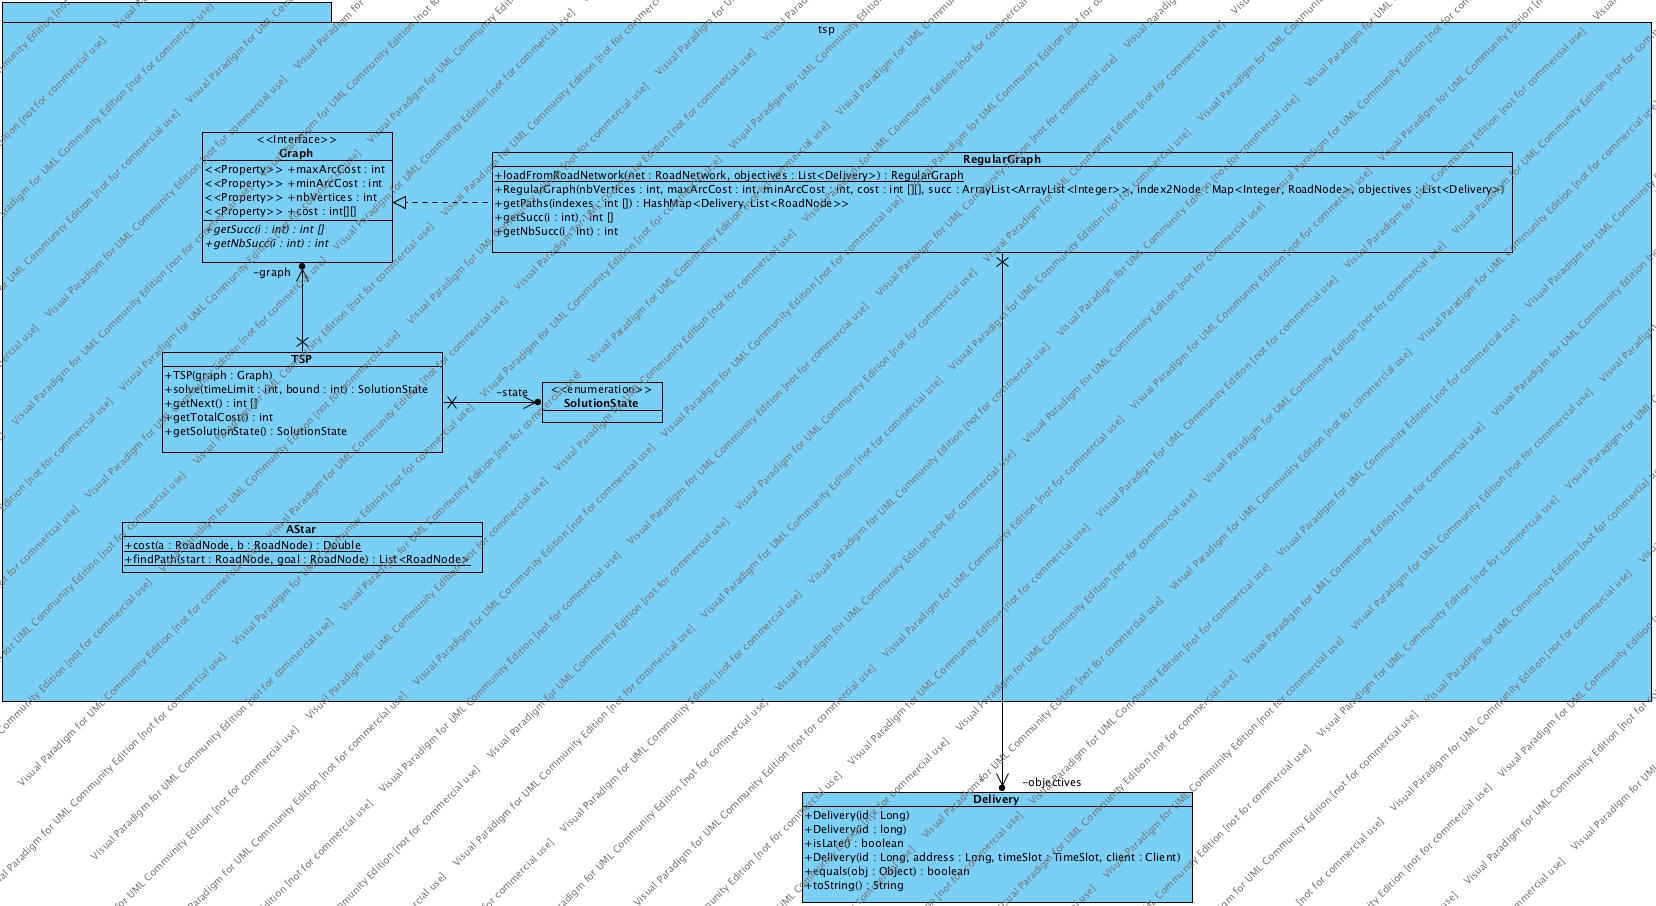 tsp
<<Interface>>
Graph
<<Property>> +maxArcCost : int
<<Property>> +minArcCost : int
<<Property>> +nbVertices : int
<<Property>> +cost : int[][]
+getSucc(i : int) : int []
+getNbSucc(i : int) : int
RegularGraph
+loadFromRoadNetwork(net : RoadNetwork, objectives : List<Delivery>) : RegularGraph
+RegularGraph(nbVertices : int, maxArcCost : int, minArcCost : int, cost : int [][], succ : ArrayList<ArrayList<Integer>>, index2Node : Map<Integer, RoadNode>, objectives : List<Delivery>)
+getPaths(indexes : int []) : HashMap<Delivery, List<RoadNode>>
+getSucc(i : int) : int []
+getNbSucc(i : int) : int
-graph
TSP
+TSP(graph : Graph)
+solve(timeLimit : int, bound : int) : SolutionState
+getNext() : int []
+getTotalCost() : int
+getSolutionState() : SolutionState
-state
<<enumeration>>
SolutionState
AStar
+cost(a : RoadNode, b : RoadNode) : Double
+findPath(start : RoadNode, goal : RoadNode) : List<RoadNode>
-objectives
Delivery
+Delivery(id : Long)
+Delivery(id : long)
+isLate() : boolean
+Delivery(id : Long, address : Long, timeSlot : TimeSlot, client : Client)
+equals(obj : Object) : boolean
+toString() : String
Visual Paradigm for UML Community Edition [not for commercial use]